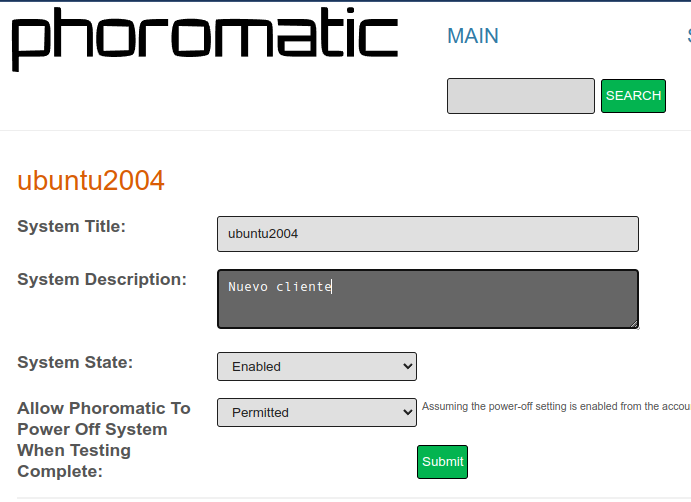 phoromatic
MAIN
SEARCH
ubuntu2004
System Title:
ubuntu2004
System Description:
Nuevo cliente
System State:
Enabled
Allow Phoromatic To
Power Off System
When Testing
Complete:
Permitted
Assuming the power-off setting is enabled from the accou
Submit